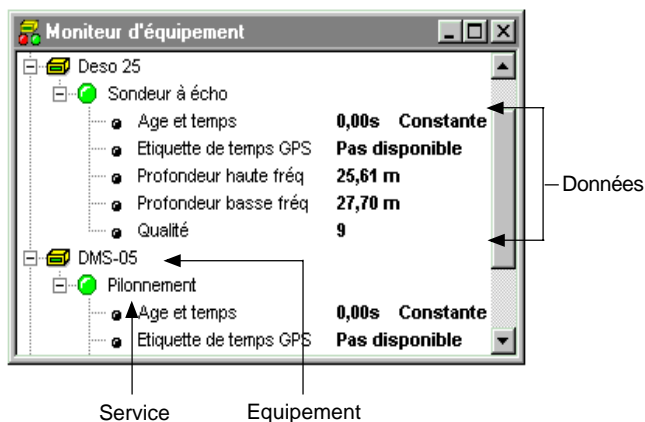 Moniteur d'équipement
Deso 25
Sondeur à écho
Age et temps 0,00s Constante
Etiquette de temps GPS Pas disponible
Profondeur haute fréq 25,61 m
Profondeur basse fréq 27,70 m
Qualité 9
Données
DMS-05
Pilonnement
Age et temps 0,00s Constante
Etiquette de temps GPS Pas disponible
Service Equipement